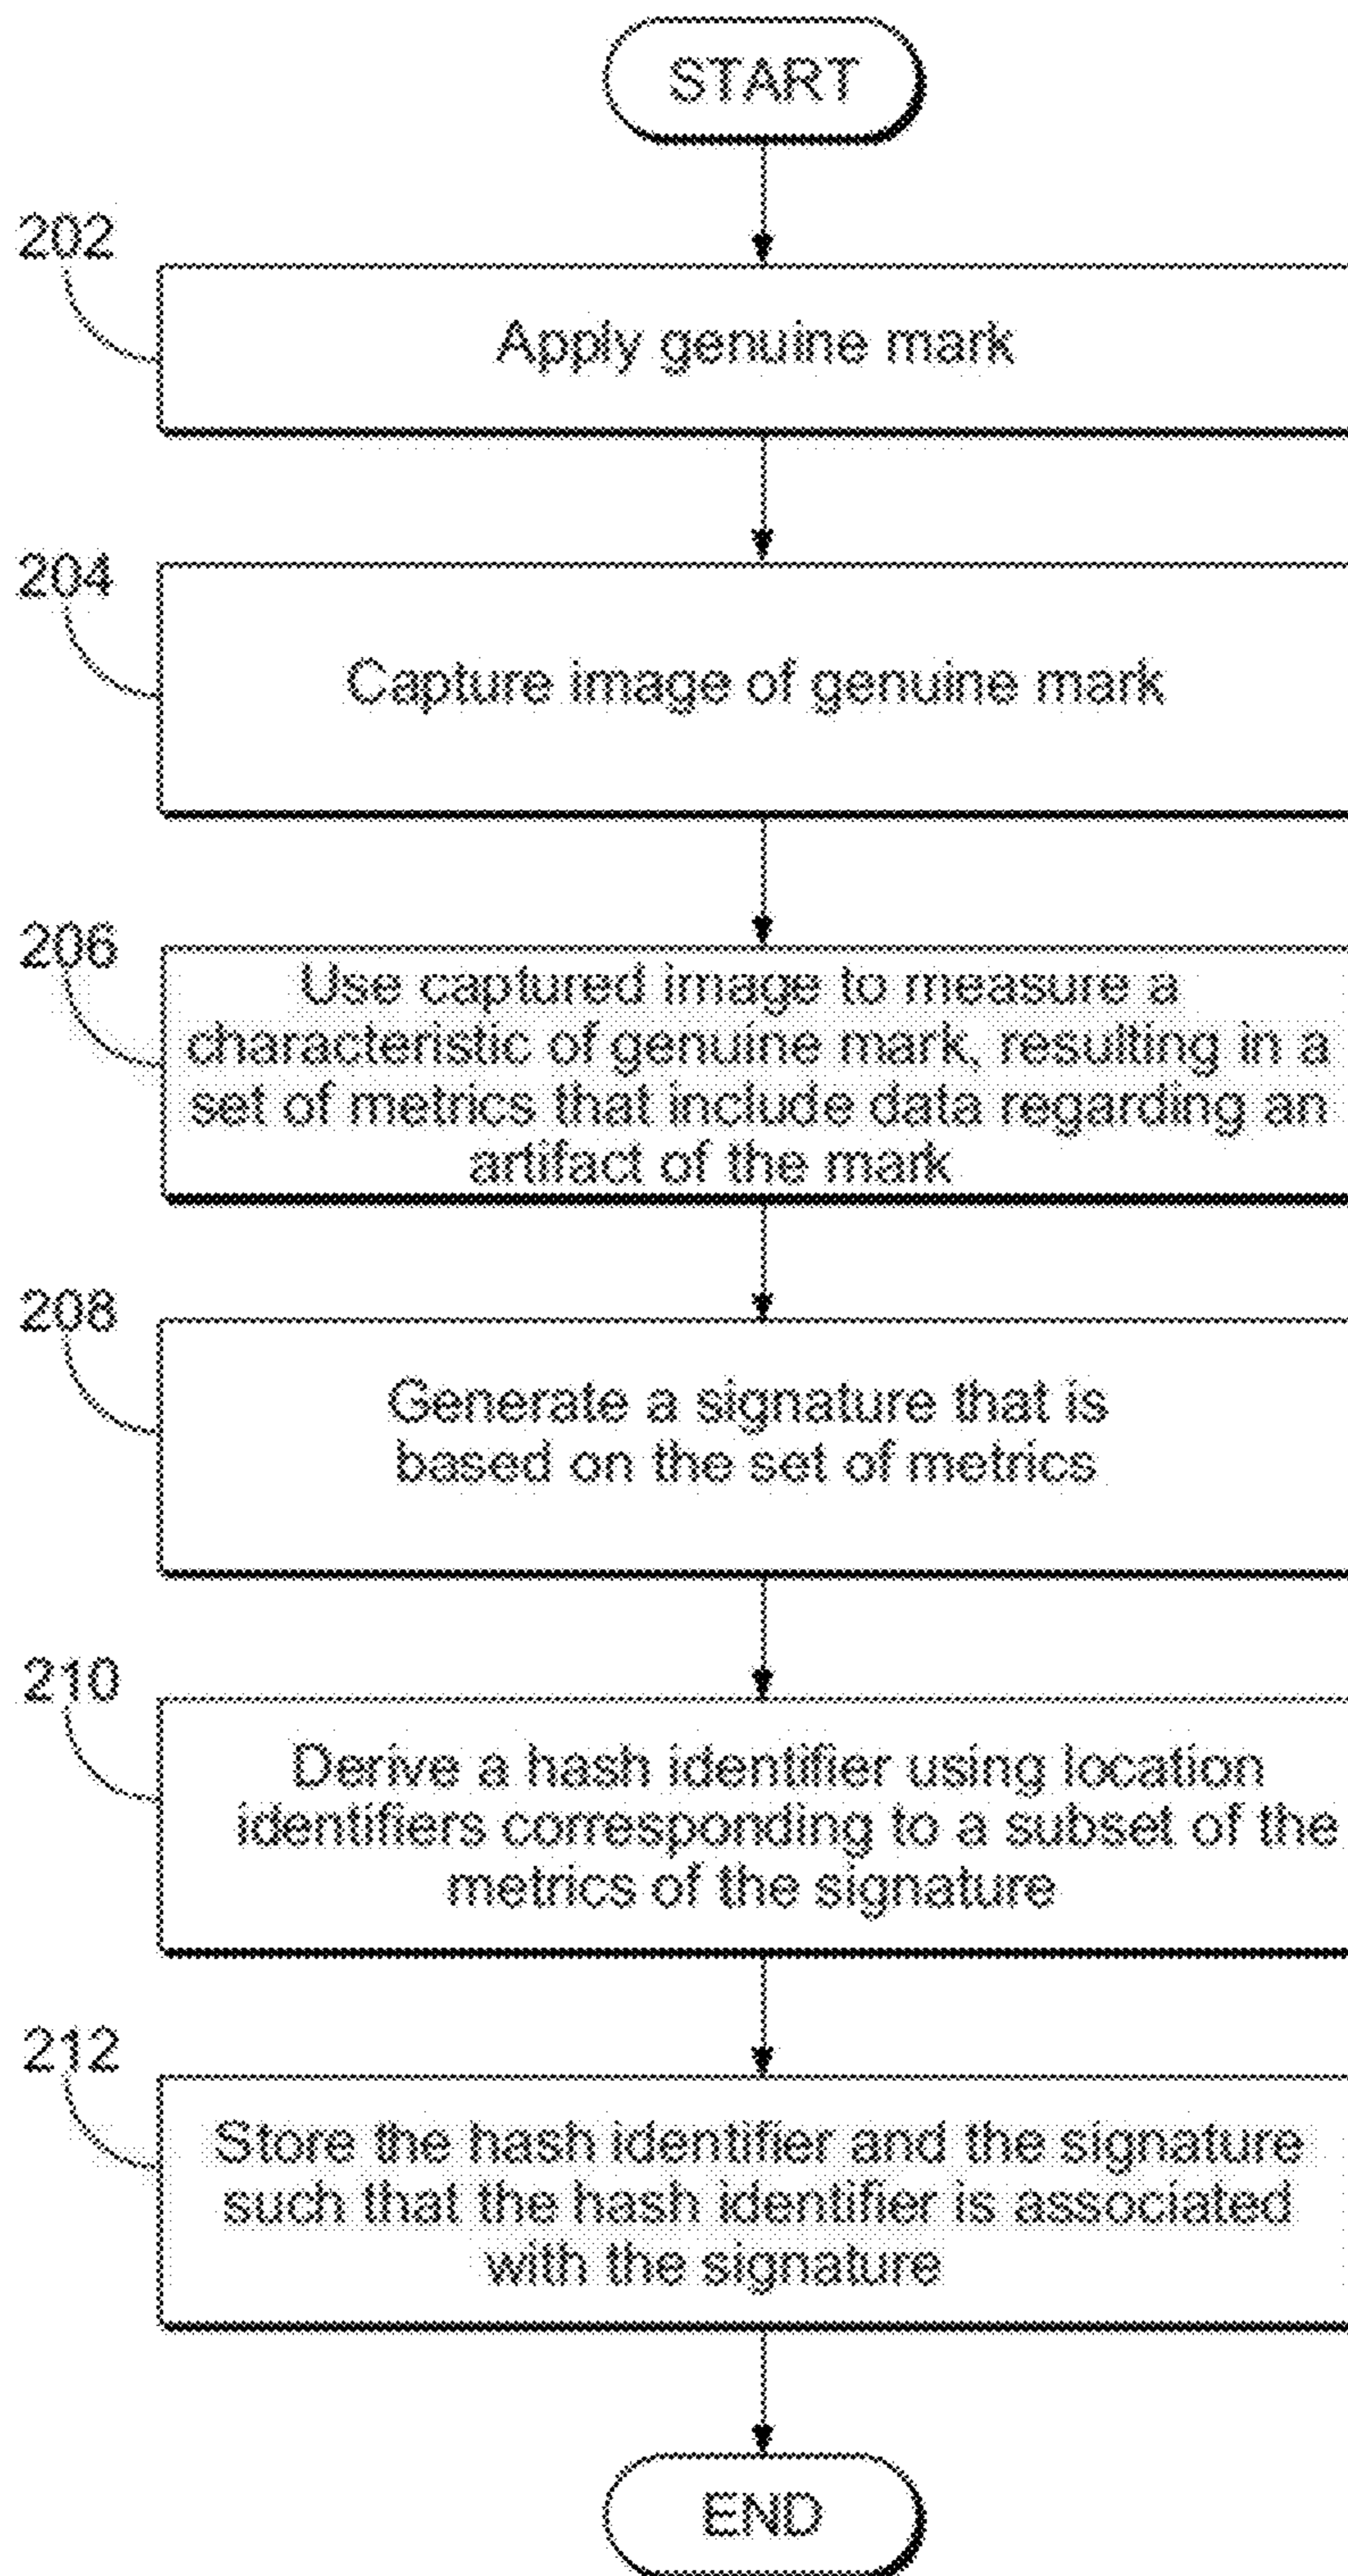 START
202
Apply genuine mark
204
Capture image of genuine mark
206
Use captured image to measure a
characteristic of genuine mark, resulting in a
set of metrics that include data regarding an
artifact of the mark
208
Generate a signature that is
based on the set of metrics
210
Derive a hash identifier using location
identifiers corresponding to a subset of the
metrics of the signature
212
Store the hash identifier and the signature
such that the hash identifier is associated
with the signature
END